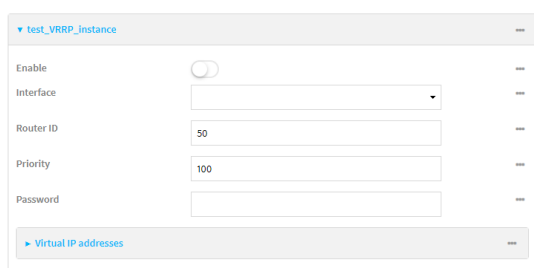 test_VRRP_instance
Enable
Interface
Router ID
50
Priority
100
Password
Virtual IP addresses